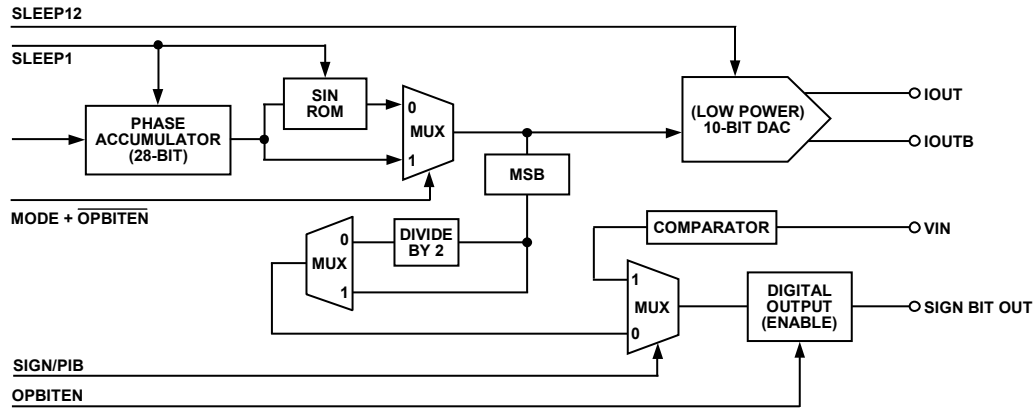 SLEEP12
SLEEP1
PHASE
ACCUMULATOR
(28-BIT)
SIN
ROM
0
MUX
1
(LOW POWER)
10-BIT DAC
IOUT
IOUTB
MSB
MODE + OPBITEN
0
MUX
1
DIVIDE
BY 2
COMPARATOR
VIN
1
MUX
0
DIGITAL
OUTPUT
(ENABLE)
SIGN BIT OUT
SIGN/PIB
OPBITEN